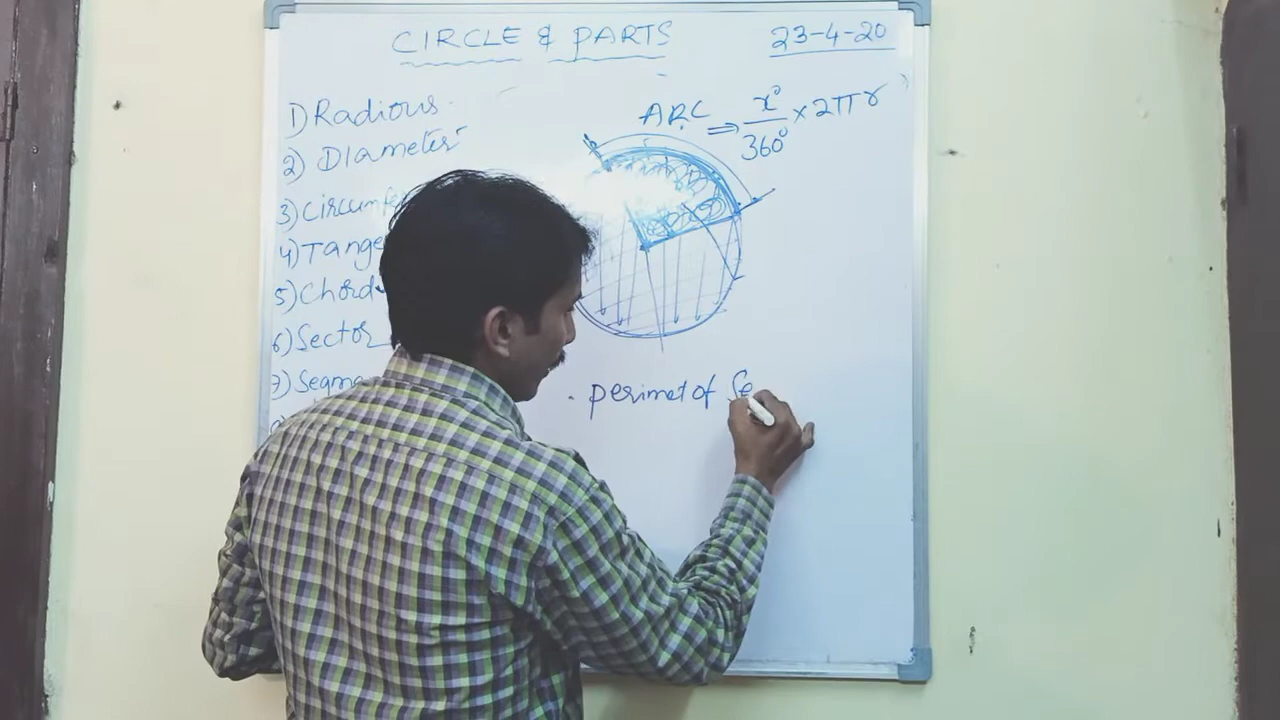 CIRCLE & PARTS
23-4-20
1) Radious
2) Diameter
3) Circumfe
4) Tange
5) Chord
6) Sector
7) Segme
ARC ⇒ x°/360° × 2πr
perimet of Se